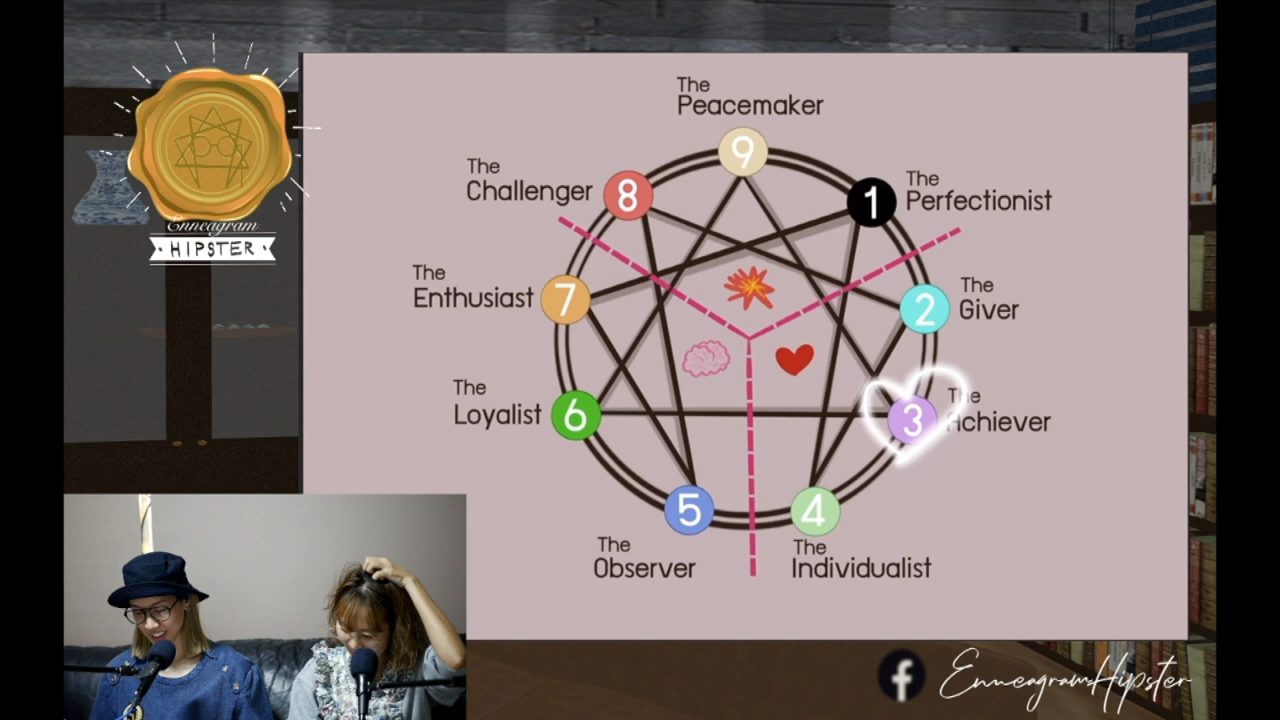 Enneagram
HIPSTER
The
Peacemaker
9
The
Challenger
8
1
The
Perfectionist
The
Enthusiast
7
2
The
Giver
The
Loyalist
6
3
The
Achiever
5
4
The
Observer
The
Individualist
f
EnneagramHipster